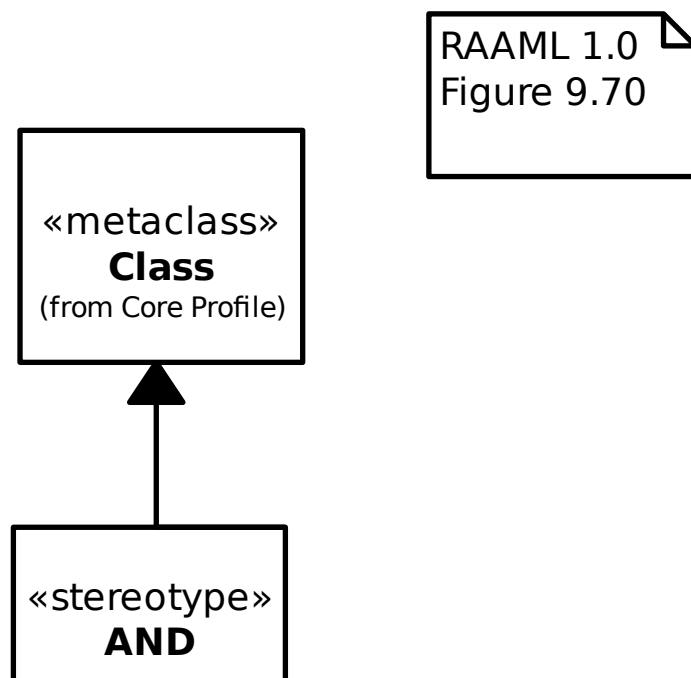 RAAML 1.0
Figure 9.70
«metaclass»
Class
(from Core Profile)
«stereotype»
AND